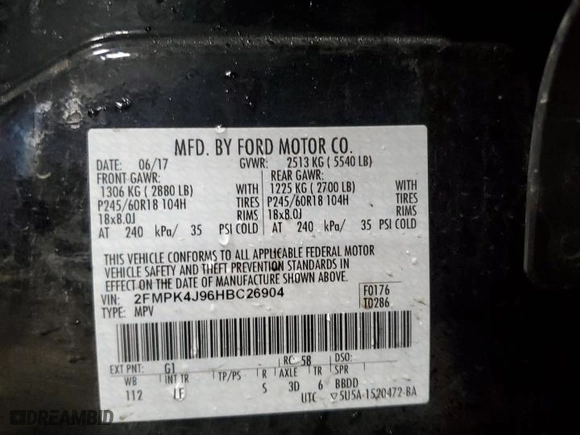 MFD. BY FORD MOTOR CO.
DATE: 06/17 GVWR: 2513 KG ( 5540 LB)
FRONT GAWR: REAR GAWR:
1306 KG ( 2880 LB) WITH 1225 KG ( 2700 LB) WITH
P245/60R18 104H TIRES P245/60R18 104H TIRES
18x8.0J RIMS 18x8.0J RIMS
AT 240 kPa/ 35 PSI COLD AT 240 kPa/ 35 PSI COLD
THIS VEHICLE CONFORMS TO ALL APPLICABLE FEDERAL MOTOR
VEHICLE SAFETY AND THEFT PREVENTION STANDARDS IN
EFFECT ON THE DATE OF MANUFACTURE SHOWN ABOVE.
VIN: 2FMPK4J96HBC26904 F0176
TYPE: MPV T0286
EXT PNT: G1 RC: 58 DSO:
WB INT TR TP/PS R AXLE TR SPR
112 LF S 3D 6 BBDD
UTC ▽5U5A-1520472-BA
© DREAMBID